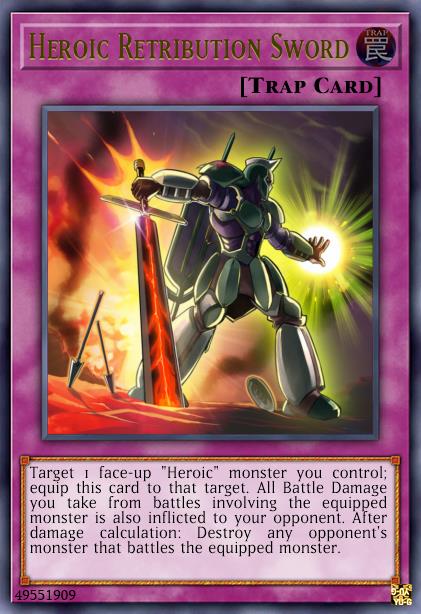 HEROIC RETRIBUTION SWORD
TRAP
罠
[TRAP CARD]
Target 1 face-up "Heroic" monster you control;
equip this card to that target. All Battle Damage
you take from battles involving the equipped
monster is also inflicted to your opponent. After
damage calculation: Destroy any opponent's
monster that battles the equipped monster.
49551909